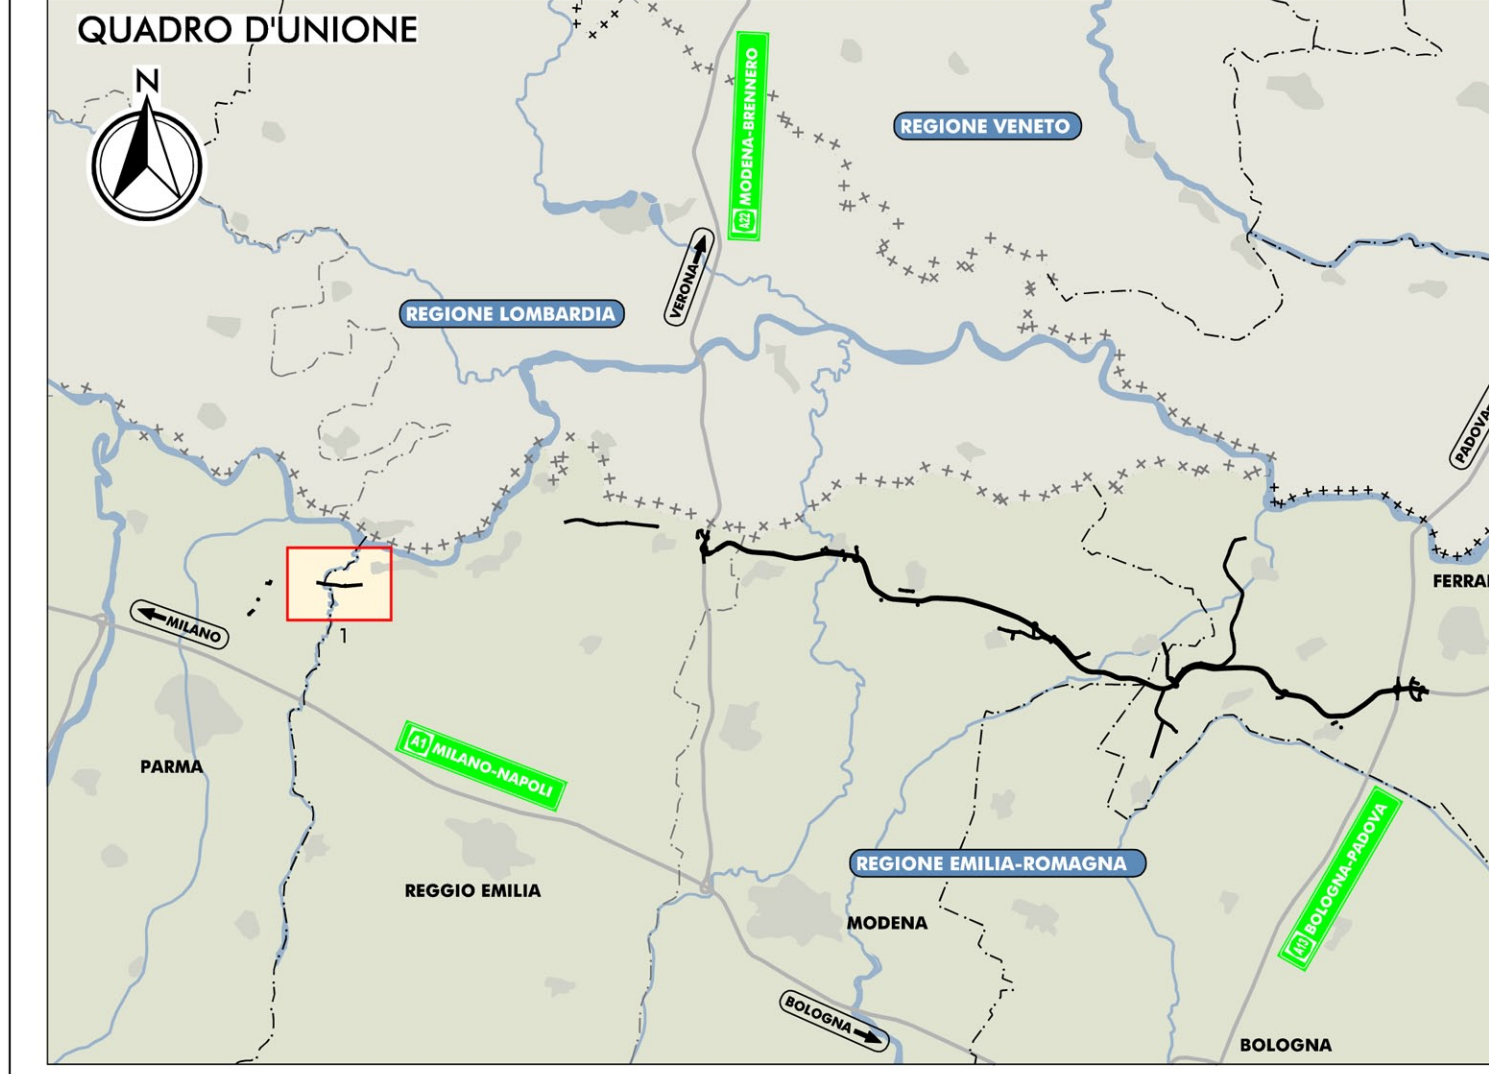 QUADRO D'UNIONE
N
A22 MODENA-BRENNERO
REGIONE VENETO
VERONA
REGIONE LOMBARDIA
PADOVA
FERRA
MILANO
1
PARMA
A1 MILANO-NAPOLI
REGGIO EMILIA
REGIONE EMILIA-ROMAGNA
A13 BOLOGNA-PADOVA
MODENA
BOLOGNA
BOLOGNA